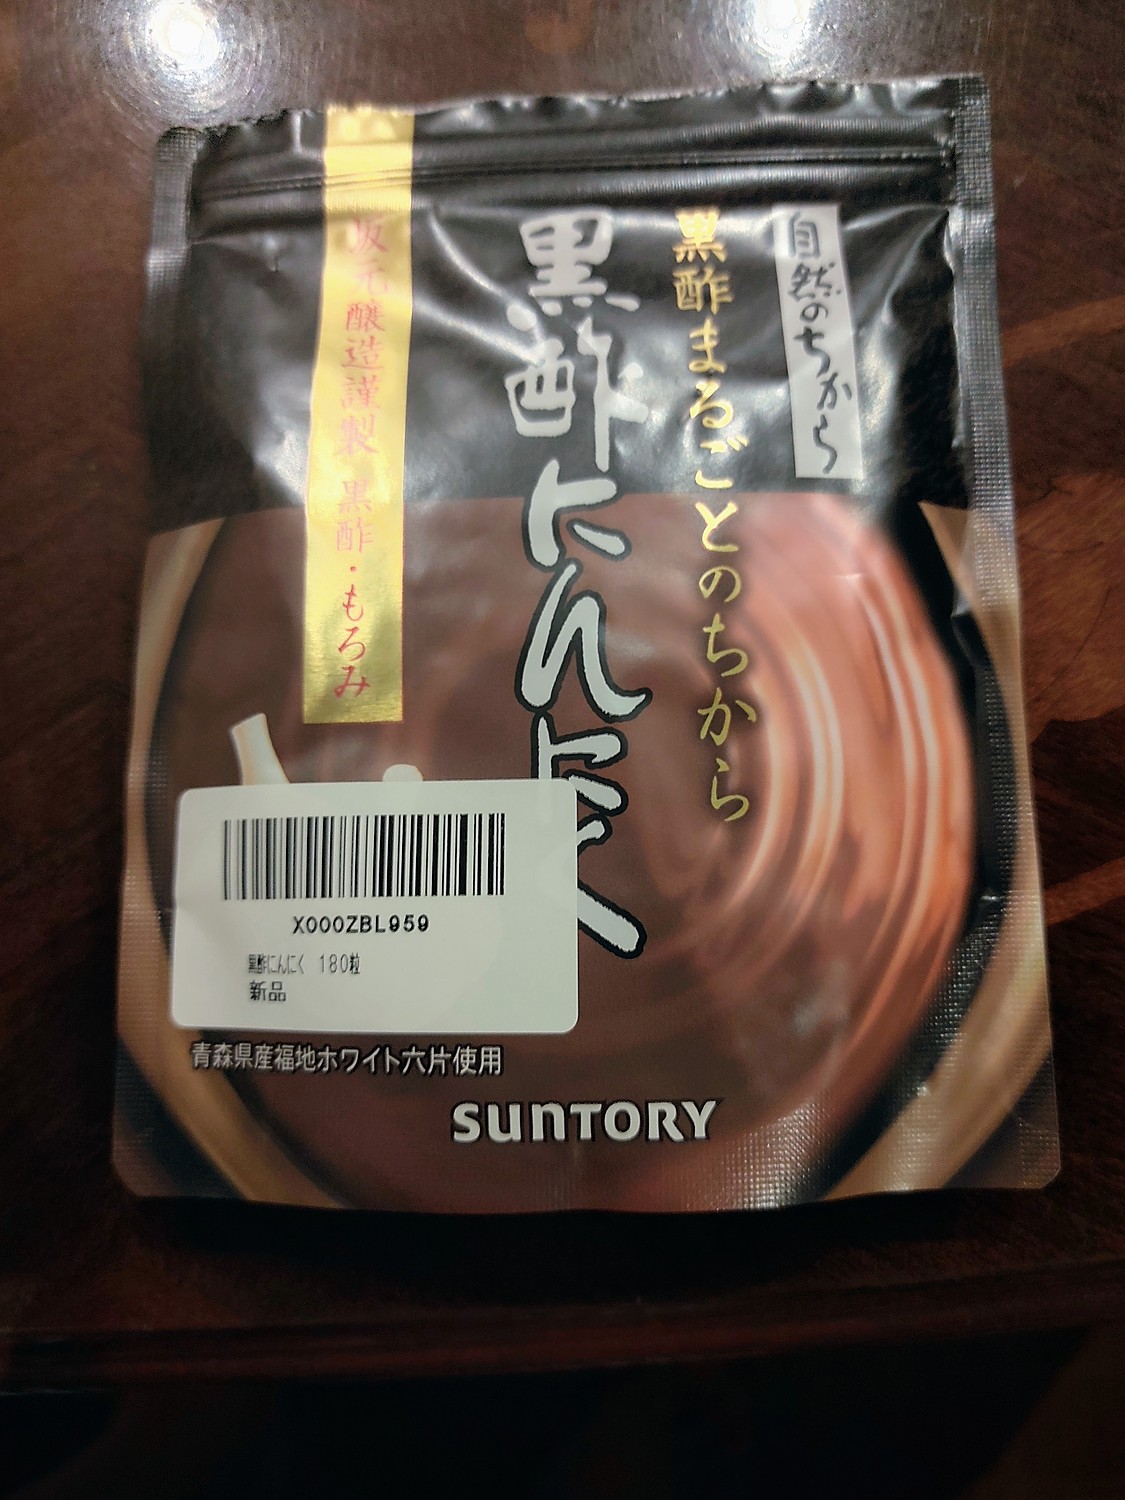 自然のちから
黒酢まるごとのちから
黒酢にんにく
坂元醸造謹製 黒酢・もろみ
X000ZBL959
黒酢にんにく 180粒
新品
青森県産福地ホワイト六片使用
SUNTORY